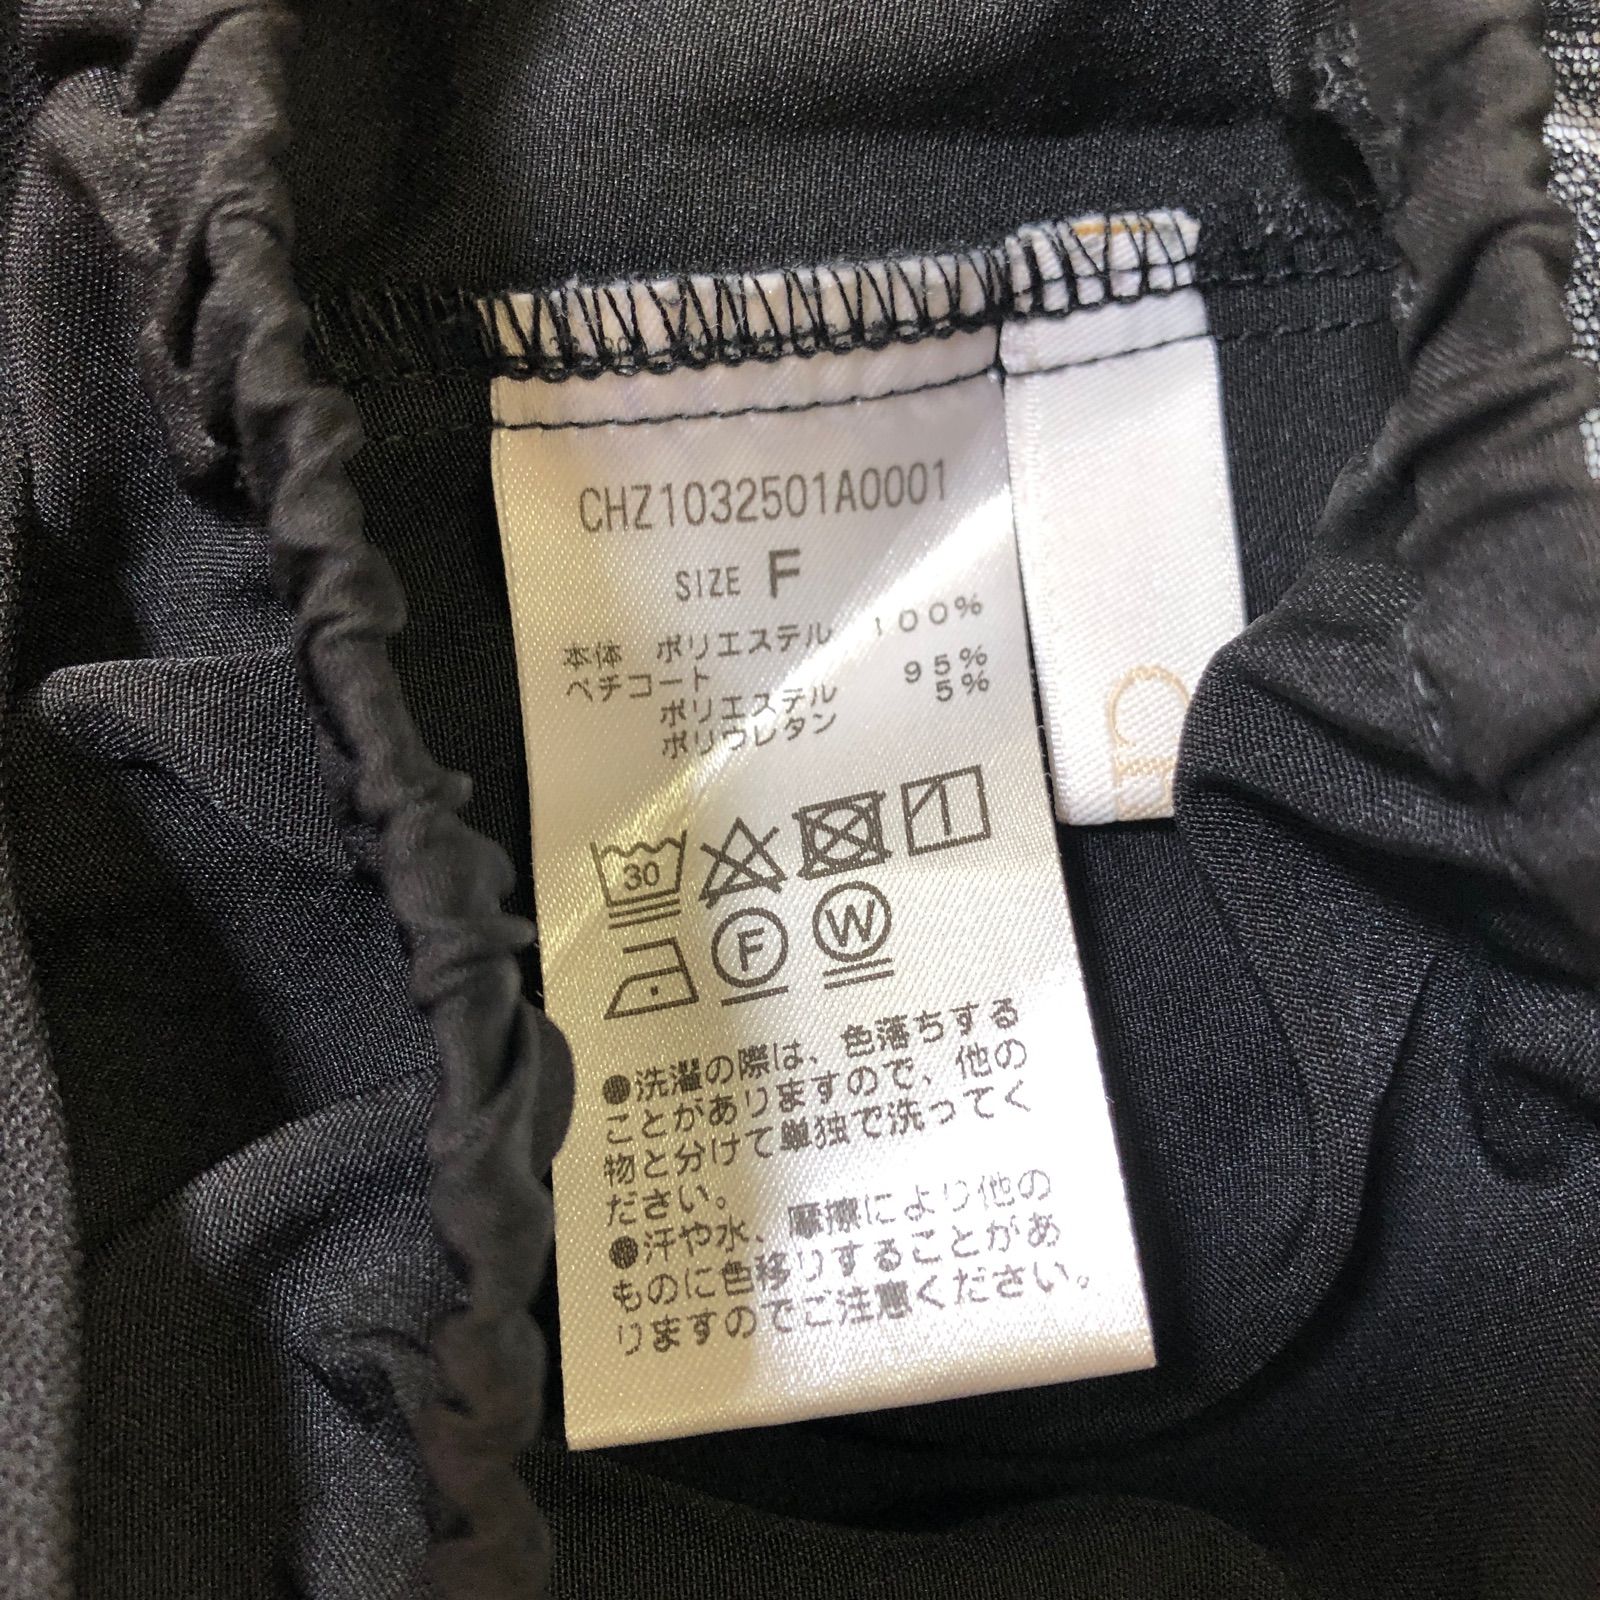 CHZ1032501A0001
SIZE F
本体 ポリエステル 100%
ペチコート
ポリエステル 95%
ポリウレタン 5%
30
F W
●洗濯の際は、色落ちする
ことがありますので、他の
物と分けて単独で洗ってく
ださい。
●汗や水、摩擦により他の
ものに色移りすることがあ
りますのでご注意ください。